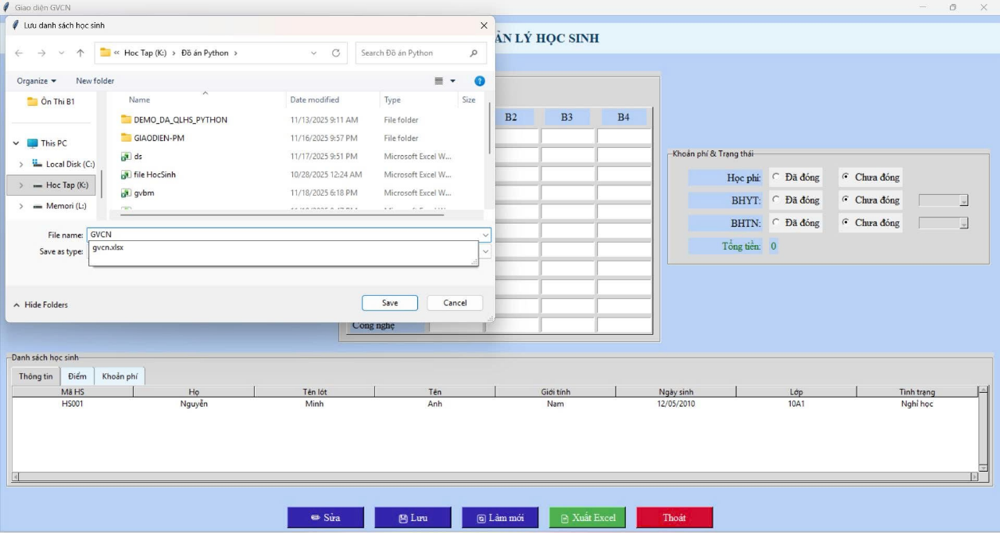 Giao diện GVCN
Lưu danh sách học sinh
ẢN LÝ HỌC SINH
« Hoc Tap (K:) › Đồ án Python ›
Search Đồ án Python
Organize
New folder
Ôn Thi B1
This PC
Local Disk (C:)
Hoc Tap (K:)
Memori (L:)
Name Date modified Type Size
DEMO_DA_QLHS_PYTHON 11/13/2025 9:11 AM File folder
GIAODIEN-PM 11/16/2025 9:57 PM File folder
ds 11/17/2025 9:51 PM Microsoft Excel W...
file HocSinh 10/28/2025 12:24 AM Microsoft Excel W...
gvbm 11/18/2025 6:18 PM Microsoft Excel W...
File name: GVCN
gvcn.xlsx
Save as type:
Hide Folders
Save
Cancel
B2 B3 B4
Công nghệ
Khoản phí & Trạng thái
Học phí: Đã đóng Chưa đóng
BHYT: Đã đóng Chưa đóng
BHTN: Đã đóng Chưa đóng
Tổng tiền: 0
Danh sách học sinh
Thông tin Điểm Khoản phí
Mã HS Họ Tên lót Tên Giới tính Ngày sinh Lớp Tình trạng
HS001 Nguyễn Minh Anh Nam 12/05/2010 10A1 Nghỉ học
Sửa
Lưu
Làm mới
Xuất Excel
Thoát